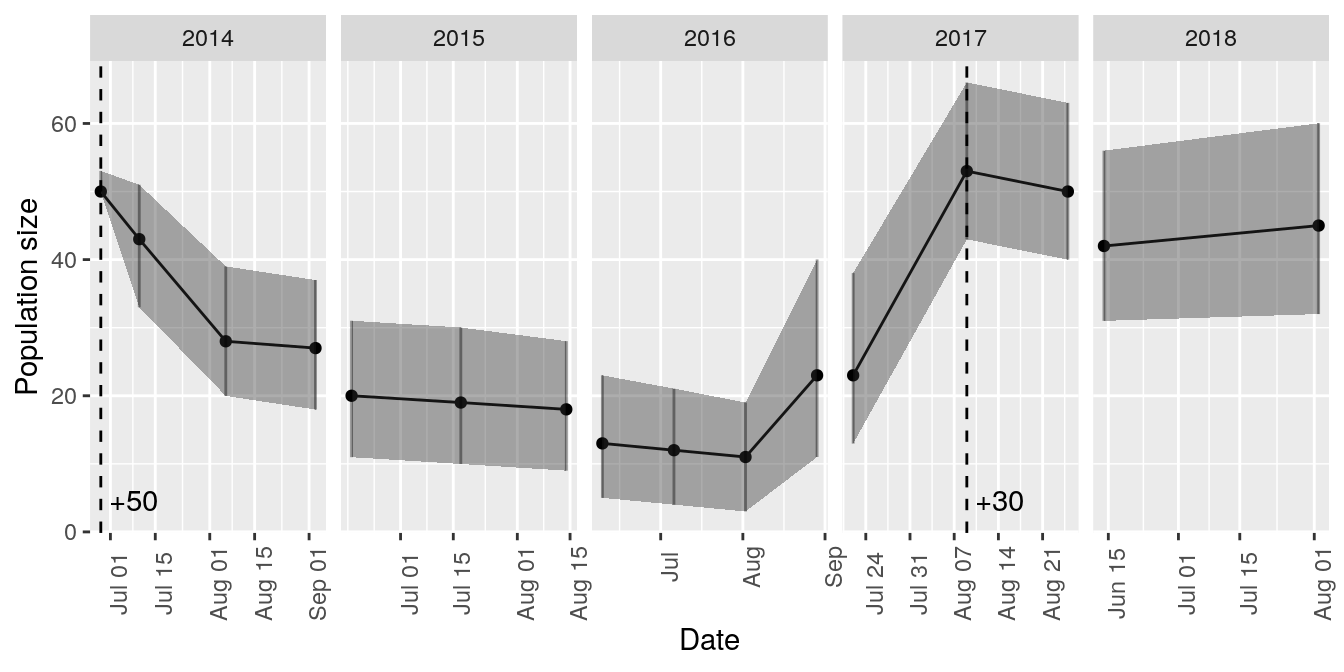 2014
2015
2016
2017
2018
Population size
60
40
20
0
+50
+30
Jul 01
Jul 15
Aug 01
Aug 15
Sep 01
Jul 01
Jul 15
Aug 01
Aug 15
Jul
Aug
Sep
Jul 24
Jul 31
Aug 07
Aug 14
Aug 21
Jun 15
Jul 01
Jul 15
Aug 01
Date